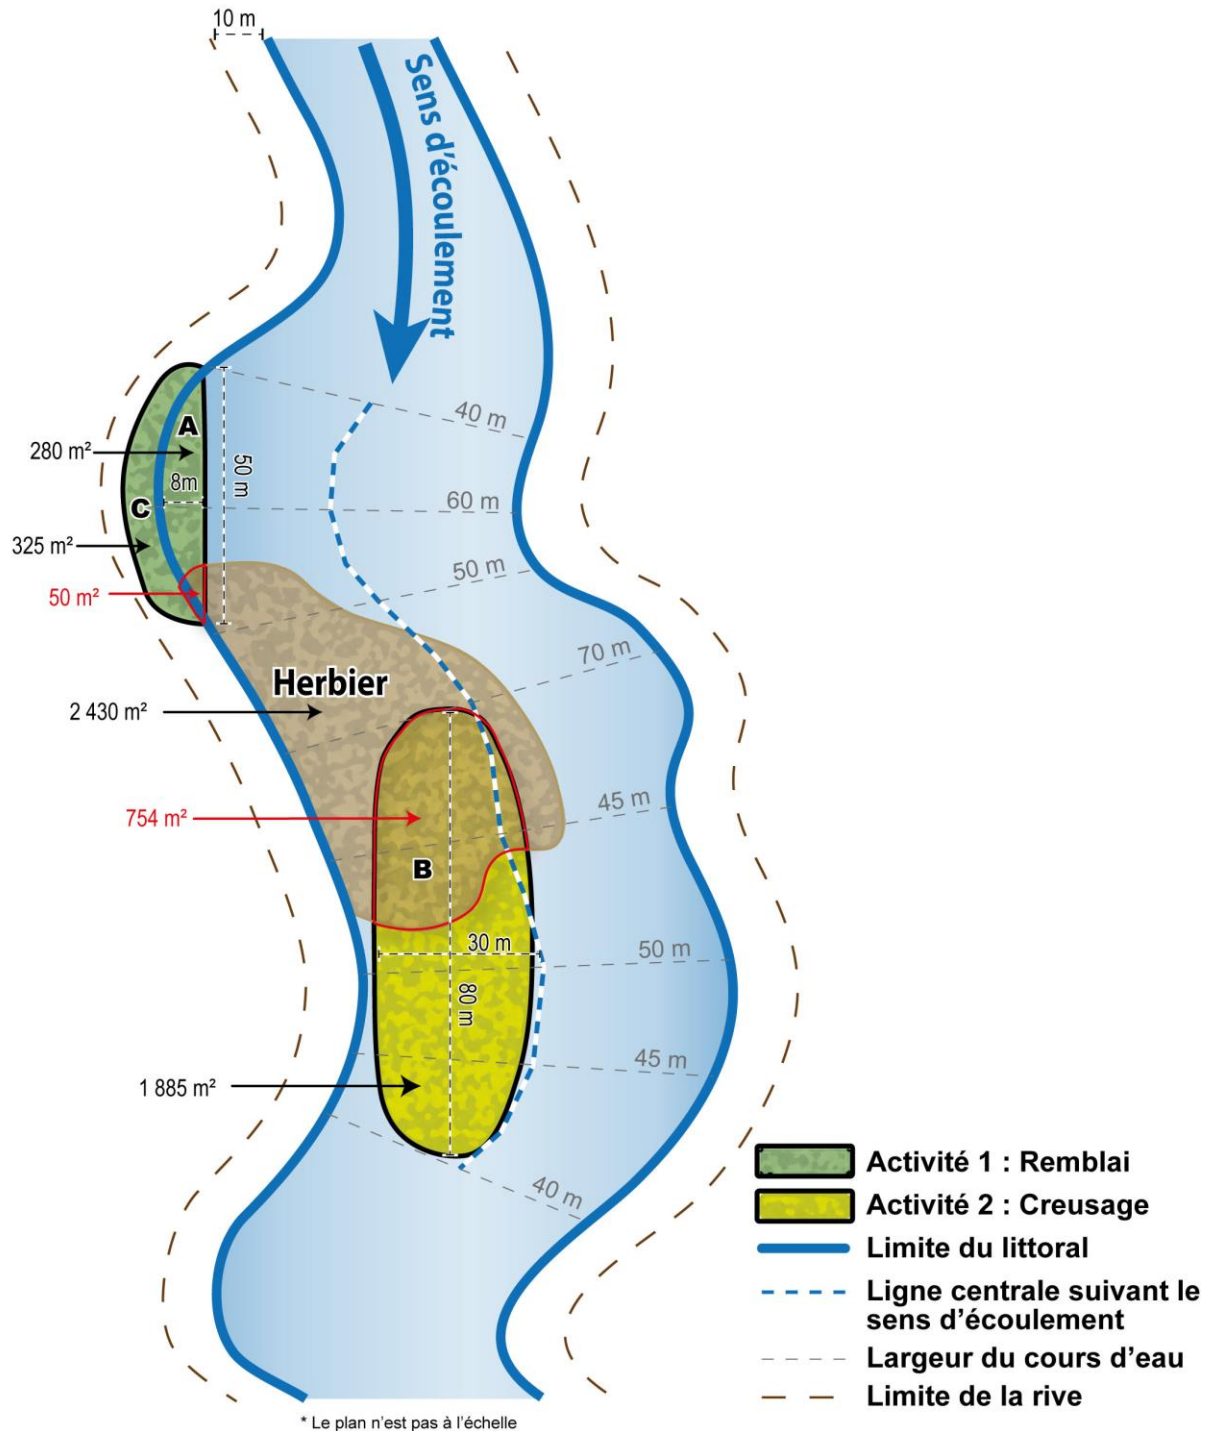 10 m
Sens d'écoulement
40 m
A
280 m²
50 m
8m
C
60 m
325 m²
50 m
50 m²
70 m
Herbier
2 430 m²
45 m
754 m²
B
30 m
50 m
80 m
45 m
1 885 m²
40 m
Activité 1 : Remblai
Activité 2 : Creusage
Limite du littoral
Ligne centrale suivant le
sens d'écoulement
Largeur du cours d'eau
Limite de la rive
* Le plan n'est pas à l'échelle